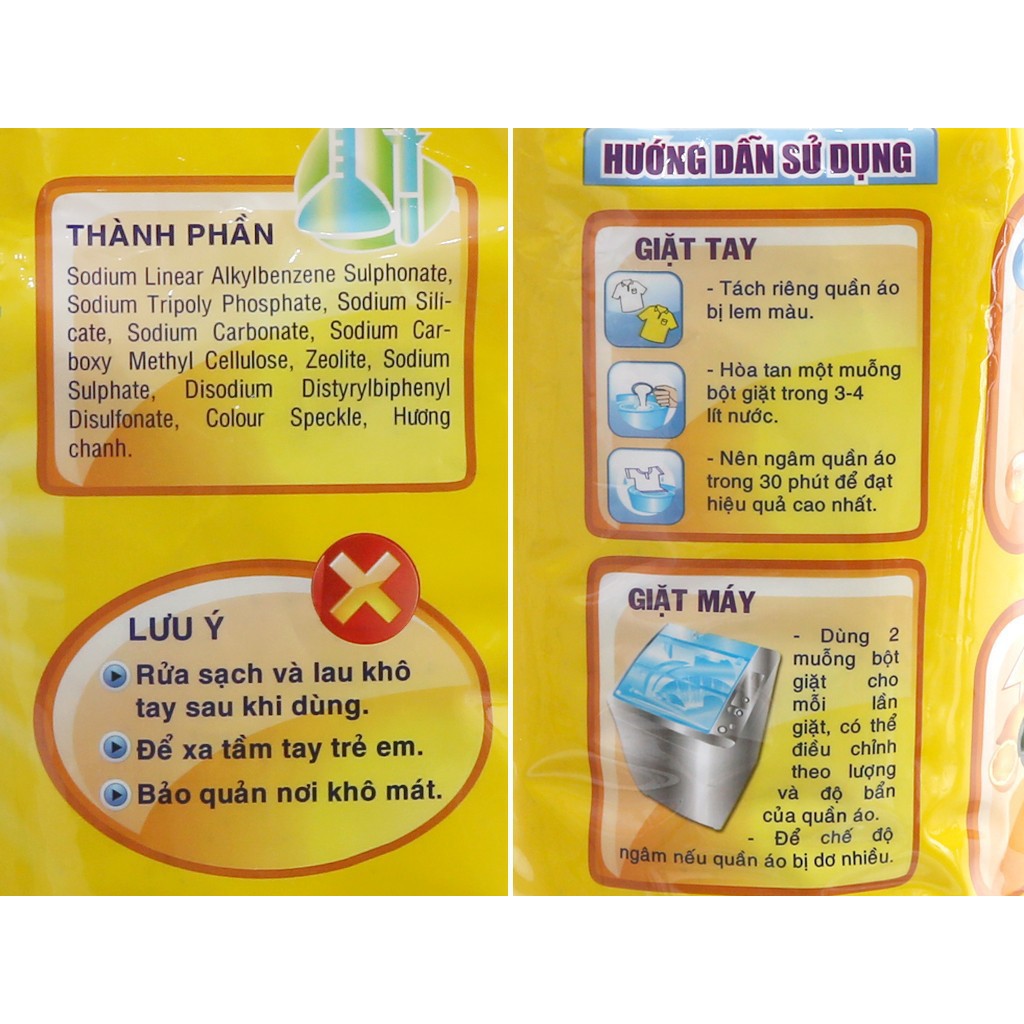 THÀNH PHẦN
Sodium Linear Alkylbenzene Sulphonate,
Sodium Tripoly Phosphate, Sodium Sili-
cate, Sodium Carbonate, Sodium Car-
boxy Methyl Cellulose, Zeolite, Sodium
Sulphate, Disodium Distyrylbiphenyl
Disulfonate, Colour Speckle, Hương
chanh.
LƯU Ý
Rửa sạch và lau khô
tay sau khi dùng.
Để xa tầm tay trẻ em.
Bảo quản nơi khô mát.
HƯỚNG DẪN SỬ DỤNG
GIẶT TAY
- Tách riêng quần áo
bị lem màu.
- Hòa tan một muỗng
bột giặt trong 3-4
lít nước.
- Nên ngâm quần áo
trong 30 phút để đạt
hiệu quả cao nhất.
GIẶT MÁY
- Dùng 2
muỗng bột
giặt cho
mỗi lần
giặt, có thể
điều chỉnh
theo lượng
và độ bẩn
của quần áo.
- Để chế độ
ngâm nếu quần áo bị dơ nhiều.